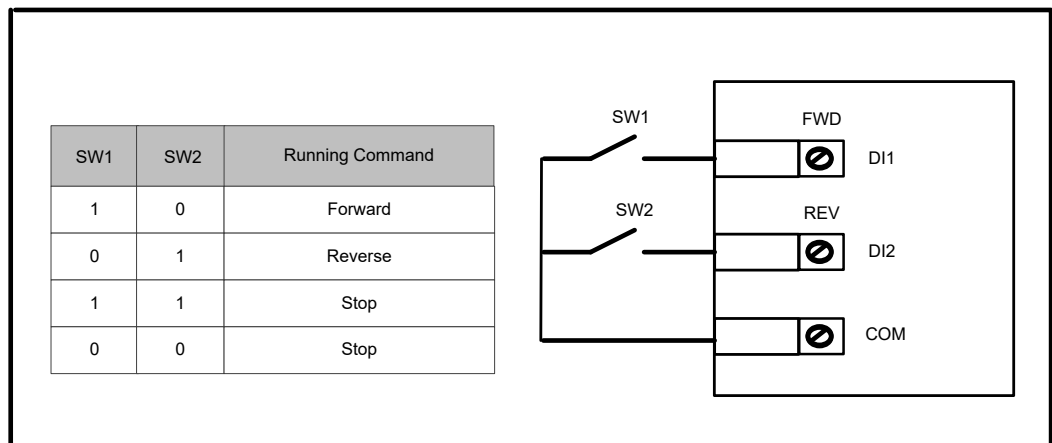 SW1 SW2 Running Command
1 0 Forward
0 1 Reverse
1 1 Stop
0 0 Stop
SW1
FWD
DI1
SW2
REV
DI2
COM